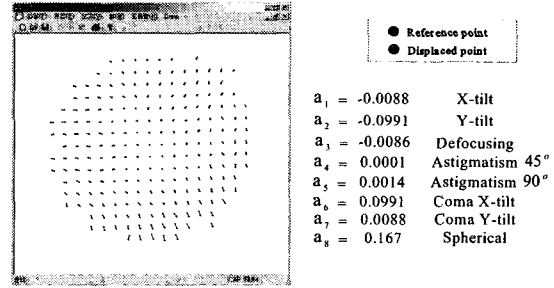 Reference point
Displaced point
a₁ = -0.0088 X-tilt
a₂ = -0.0991 Y-tilt
a₃ = -0.0086 Defocusing
a₄ = 0.0001 Astigmatism 45°
a₅ = 0.0014 Astigmatism 90°
a₆ = 0.0991 Coma X-tilt
a₇ = 0.0088 Coma Y-tilt
a₈ = 0.167 Spherical